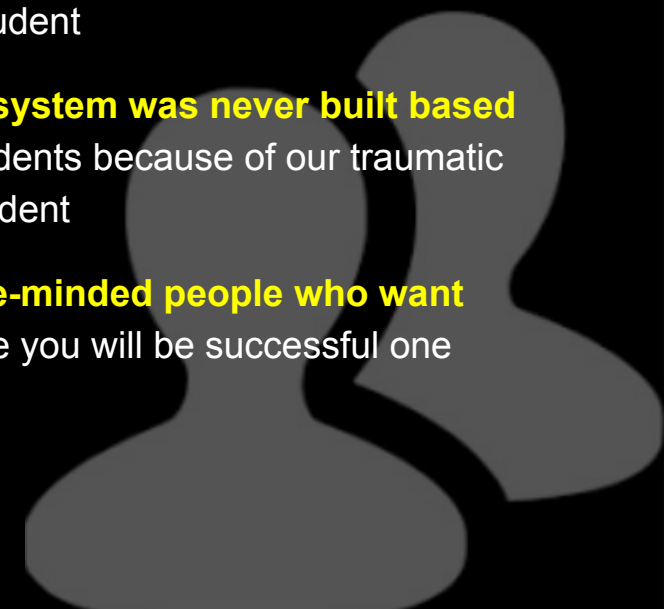 udent
system was never built based
dents because of our traumatic
dent
e-minded people who want
e you will be successful one